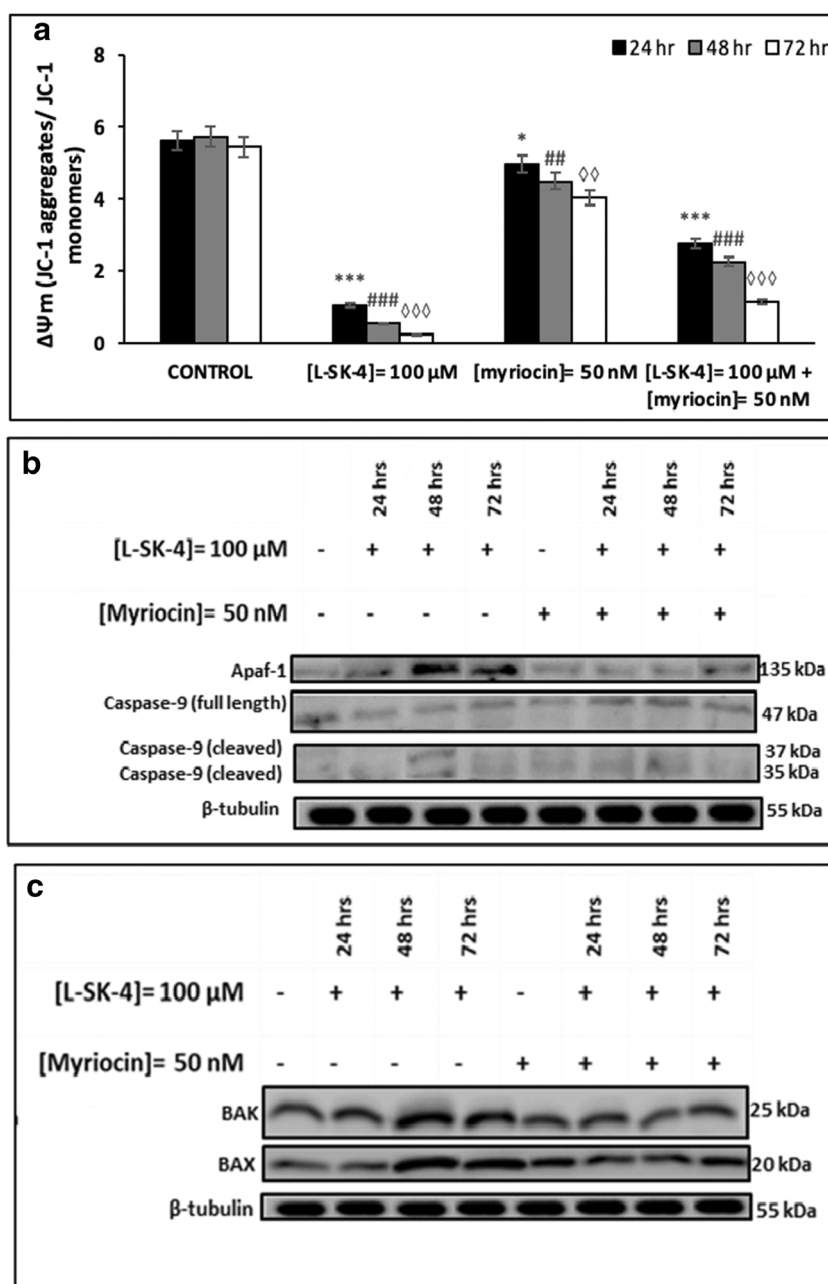 a
24 hr 48 hr 72 hr
ΔΨm (JC-1 aggregates/ JC-1 monomers)
8
6
4
2
0
*
##
◊◊
***
###
◊◊◊
***
###
◊◊◊
CONTROL
[L-SK-4]= 100 µM
[myriocin]= 50 nM
[L-SK-4]= 100 µM +
[myriocin]= 50 nM
b
24 hrs 48 hrs 72 hrs 24 hrs 48 hrs 72 hrs
[L-SK-4]= 100 µM - + + + - + + +
[Myriocin]= 50 nM - - - - + + + +
Apaf-1 135 kDa
Caspase-9 (full length) 47 kDa
Caspase-9 (cleaved) 37 kDa
Caspase-9 (cleaved) 35 kDa
β-tubulin 55 kDa
c
24 hrs 48 hrs 72 hrs 24 hrs 48 hrs 72 hrs
[L-SK-4]= 100 µM - + + + - + + +
[Myriocin]= 50 nM - - - - + + + +
BAK 25 kDa
BAX 20 kDa
β-tubulin 55 kDa